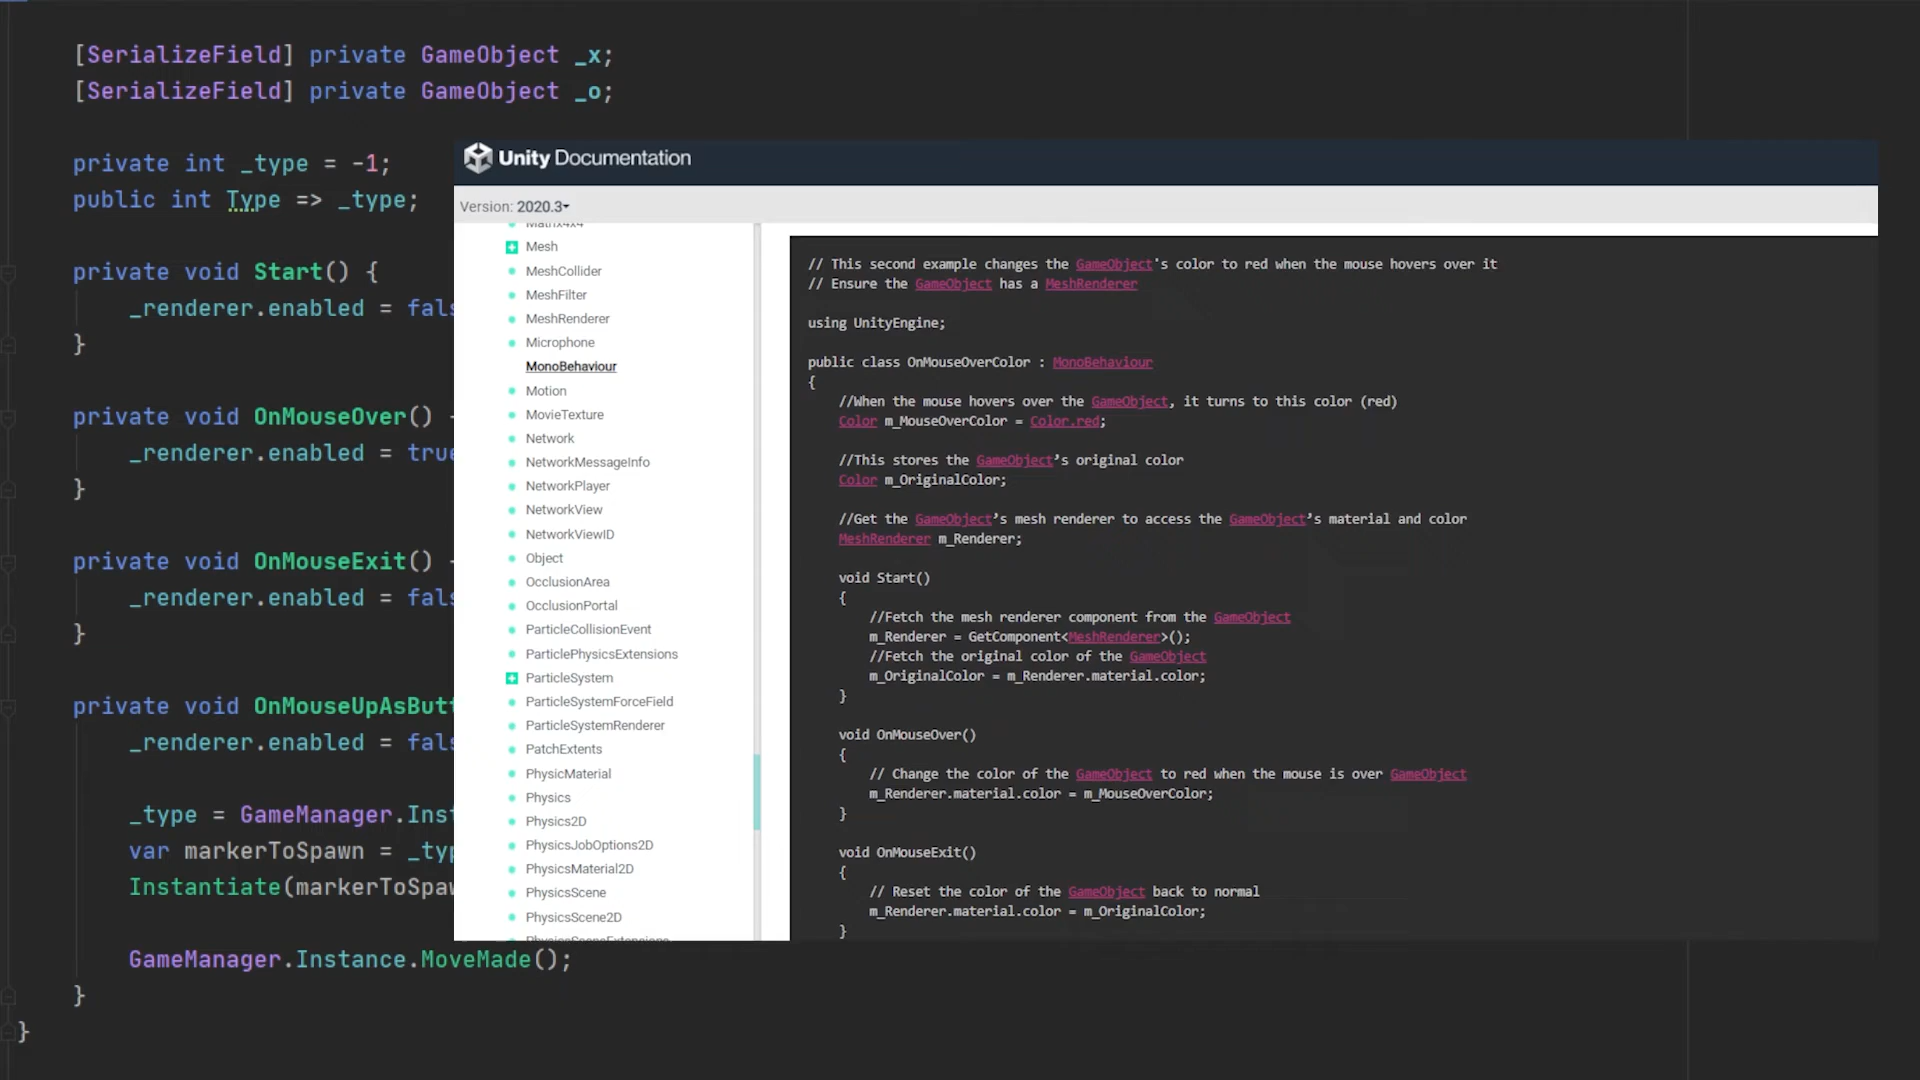 [SerializeField] private GameObject _x;
[SerializeField] private GameObject _o;
private int _type = -1;
public int Type => _type;
private void Start() {
_renderer.enabled = fals
}
private void OnMouseOver()
_renderer.enabled = true
}
private void OnMouseExit()
_renderer.enabled = fals
}
private void OnMouseUpAsButt
_renderer.enabled = fals
_type = GameManager.Inst
var markerToSpawn = _typ
Instantiate(markerToSpaw
GameManager.Instance.MoveMade();
}
}
Unity Documentation
Version: 2020.3
Matrix4x4
Mesh
MeshCollider
MeshFilter
MeshRenderer
Microphone
MonoBehaviour
Motion
MovieTexture
Network
NetworkMessageInfo
NetworkPlayer
NetworkView
NetworkViewID
Object
OcclusionArea
OcclusionPortal
ParticleCollisionEvent
ParticlePhysicsExtensions
ParticleSystem
ParticleSystemForceField
ParticleSystemRenderer
PatchExtents
PhysicMaterial
Physics
Physics2D
PhysicsJobOptions2D
PhysicsMaterial2D
PhysicsScene
PhysicsScene2D
PhysicsSceneExtensions
// This second example changes the GameObject's color to red when the mouse hovers over it
// Ensure the GameObject has a MeshRenderer
using UnityEngine;
public class OnMouseOverColor : MonoBehaviour
{
//When the mouse hovers over the GameObject, it turns to this color (red)
Color m_MouseOverColor = Color.red;
//This stores the GameObject’s original color
Color m_OriginalColor;
//Get the GameObject’s mesh renderer to access the GameObject’s material and color
MeshRenderer m_Renderer;
void Start()
{
//Fetch the mesh renderer component from the GameObject
m_Renderer = GetComponent<MeshRenderer>();
//Fetch the original color of the GameObject
m_OriginalColor = m_Renderer.material.color;
}
void OnMouseOver()
{
// Change the color of the GameObject to red when the mouse is over GameObject
m_Renderer.material.color = m_MouseOverColor;
}
void OnMouseExit()
{
// Reset the color of the GameObject back to normal
m_Renderer.material.color = m_OriginalColor;
}